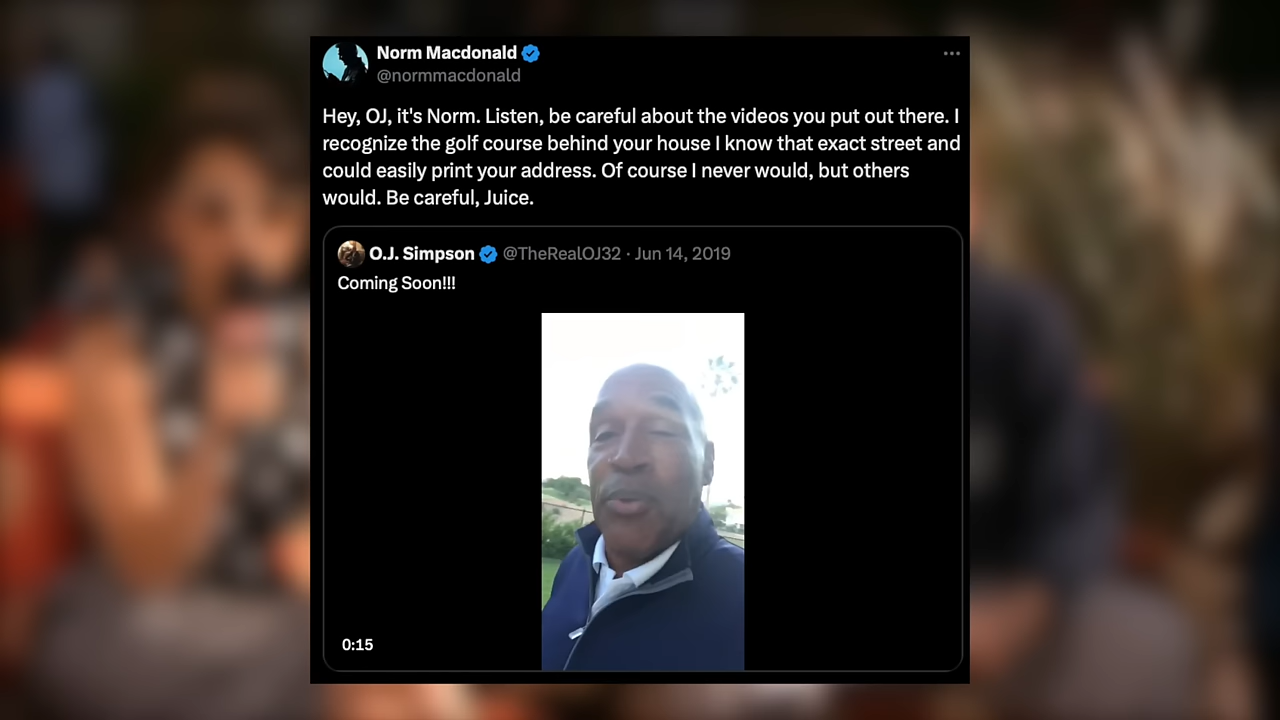 Norm Macdonald
@normmacdonald
Hey, OJ, it's Norm. Listen, be careful about the videos you put out there. I
recognize the golf course behind your house I know that exact street and
could easily print your address. Of course I never would, but others
would. Be careful, Juice.
O.J. Simpson @TheRealOJ32 · Jun 14, 2019
Coming Soon!!!
0:15